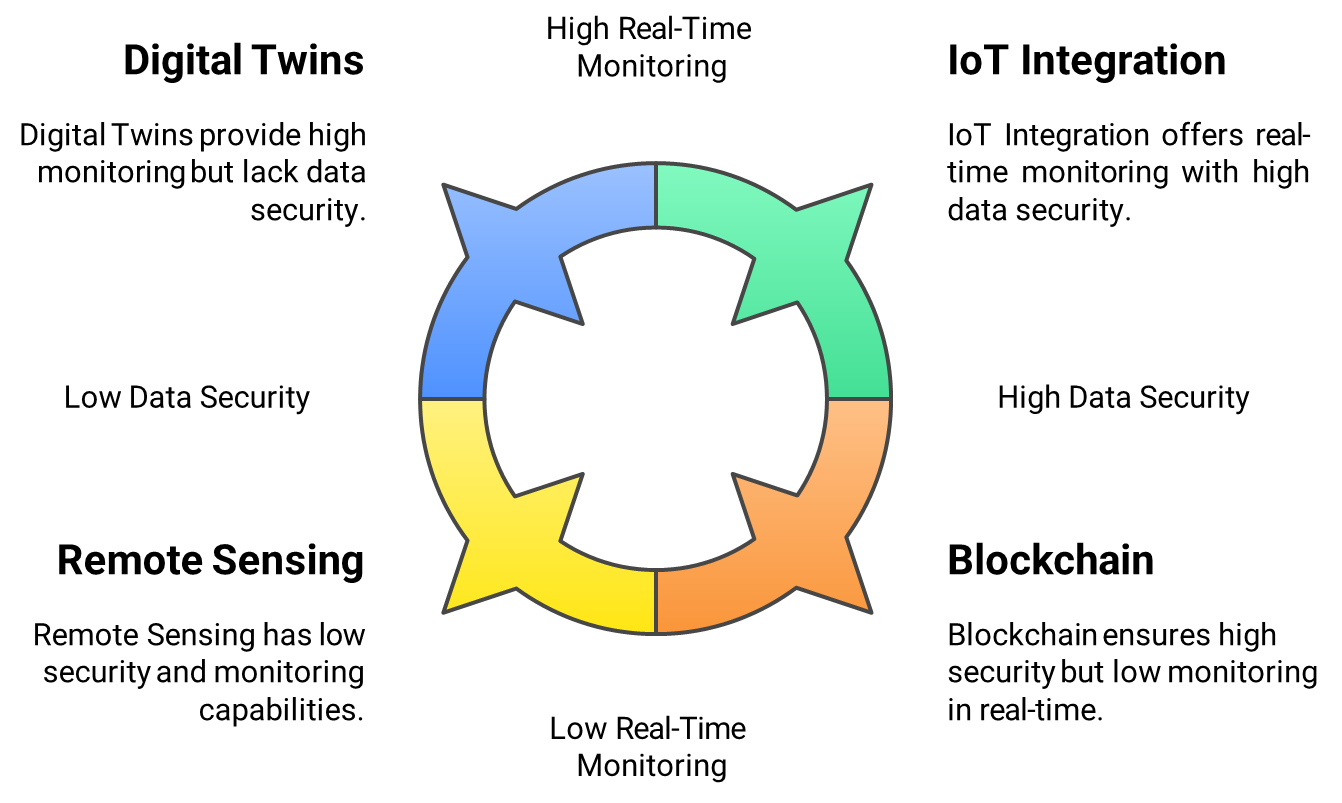 High Real-Time
Monitoring
Digital Twins
Digital Twins provide high
monitoring but lack data
security.
IoT Integration
IoT Integration offers real-
time monitoring with high
data security.
Low Data Security
High Data Security
Remote Sensing
Remote Sensing has low
security and monitoring
capabilities.
Blockchain
Blockchain ensures high
security but low monitoring
in real-time.
Low Real-Time
Monitoring